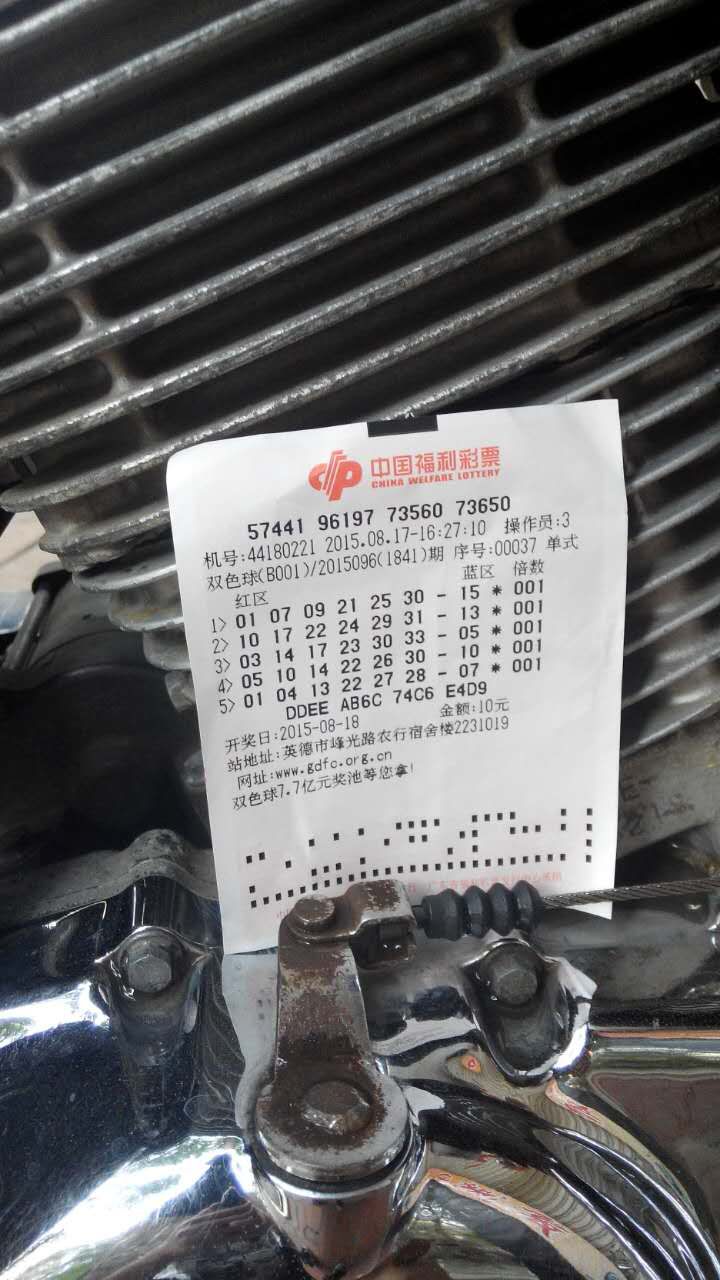 中国福利彩票
CHINA WELFARE LOTTERY
57441 96197 73560 73650
机号:44180221 2015.08.17-16:27:10 操作员:3
双色球(B001)/2015096(1841)期 序号:00037 单式
红区 蓝区 倍数
1> 01 07 09 21 25 30 - 15 * 001
2> 10 17 22 24 29 31 - 13 * 001
3> 03 14 17 23 30 33 - 05 * 001
4> 05 10 14 22 26 30 - 10 * 001
5> 01 04 13 22 27 28 - 07 * 001
DDEE AB6C 74C6 E4D9
开奖日:2015-08-18 金额:10元
站地址:英德市峰光路农行宿舍楼2231019
网址:www.gdfc.org.cn
双色球7.7亿元奖池等您拿!